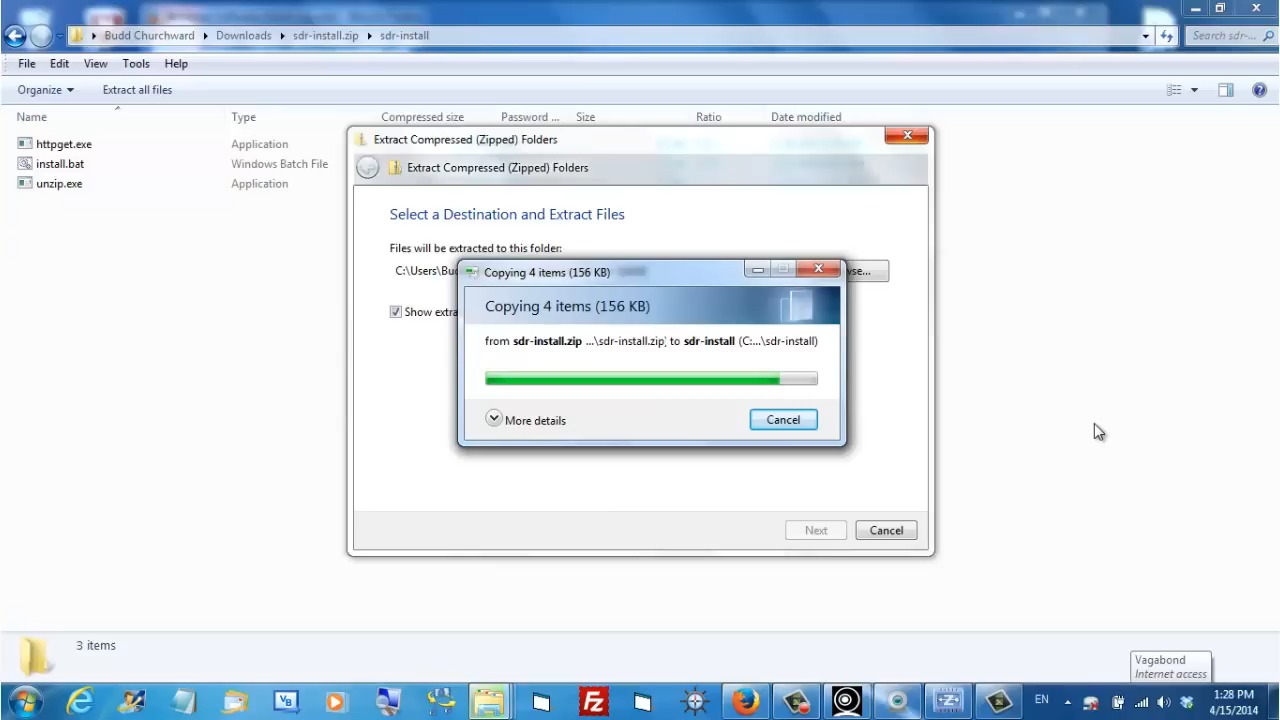 Budd Churchward Downloads sdr-install.zip sdr-install
Search sdr-...
File Edit View Tools Help
Organize Extract all files
Name Type Compressed size Password ... Size Ratio Date modified
httpget.exe Application
install.bat Windows Batch File
unzip.exe Application
Extract Compressed (Zipped) Folders
Extract Compressed (Zipped) Folders
Select a Destination and Extract Files
Files will be extracted to this folder:
C:\Users\Bu
wse...
Show extra
Copying 4 items (156 KB)
Copying 4 items (156 KB)
from sdr-install.zip ...\sdr-install.zip) to sdr-install (C:...\sdr-install)
More details Cancel
Next Cancel
3 items
Vagabond
Internet access
VB
FZ
EN
1:28 PM
4/15/2014